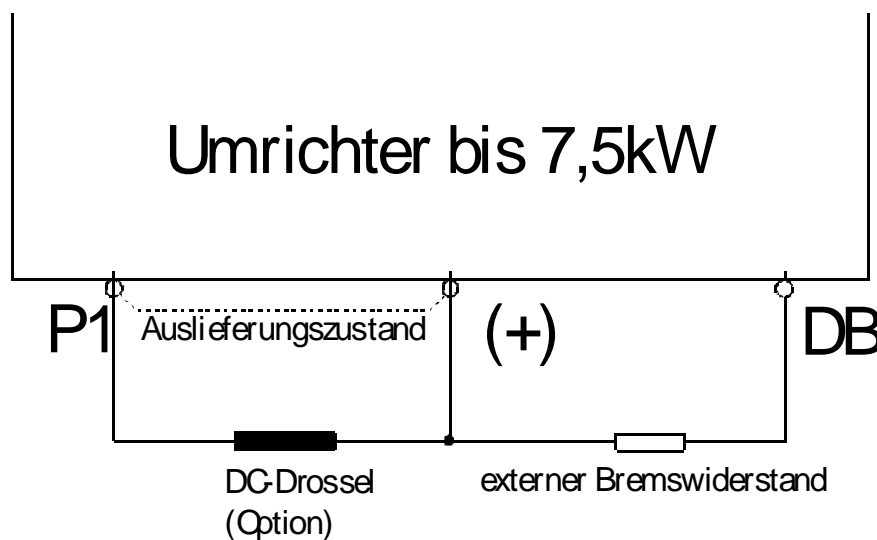 Umrichter bis 7,5kW
P1 Auslieferungszustand (+) DB
DC-Drossel externer Bremswiderstand
(Option)